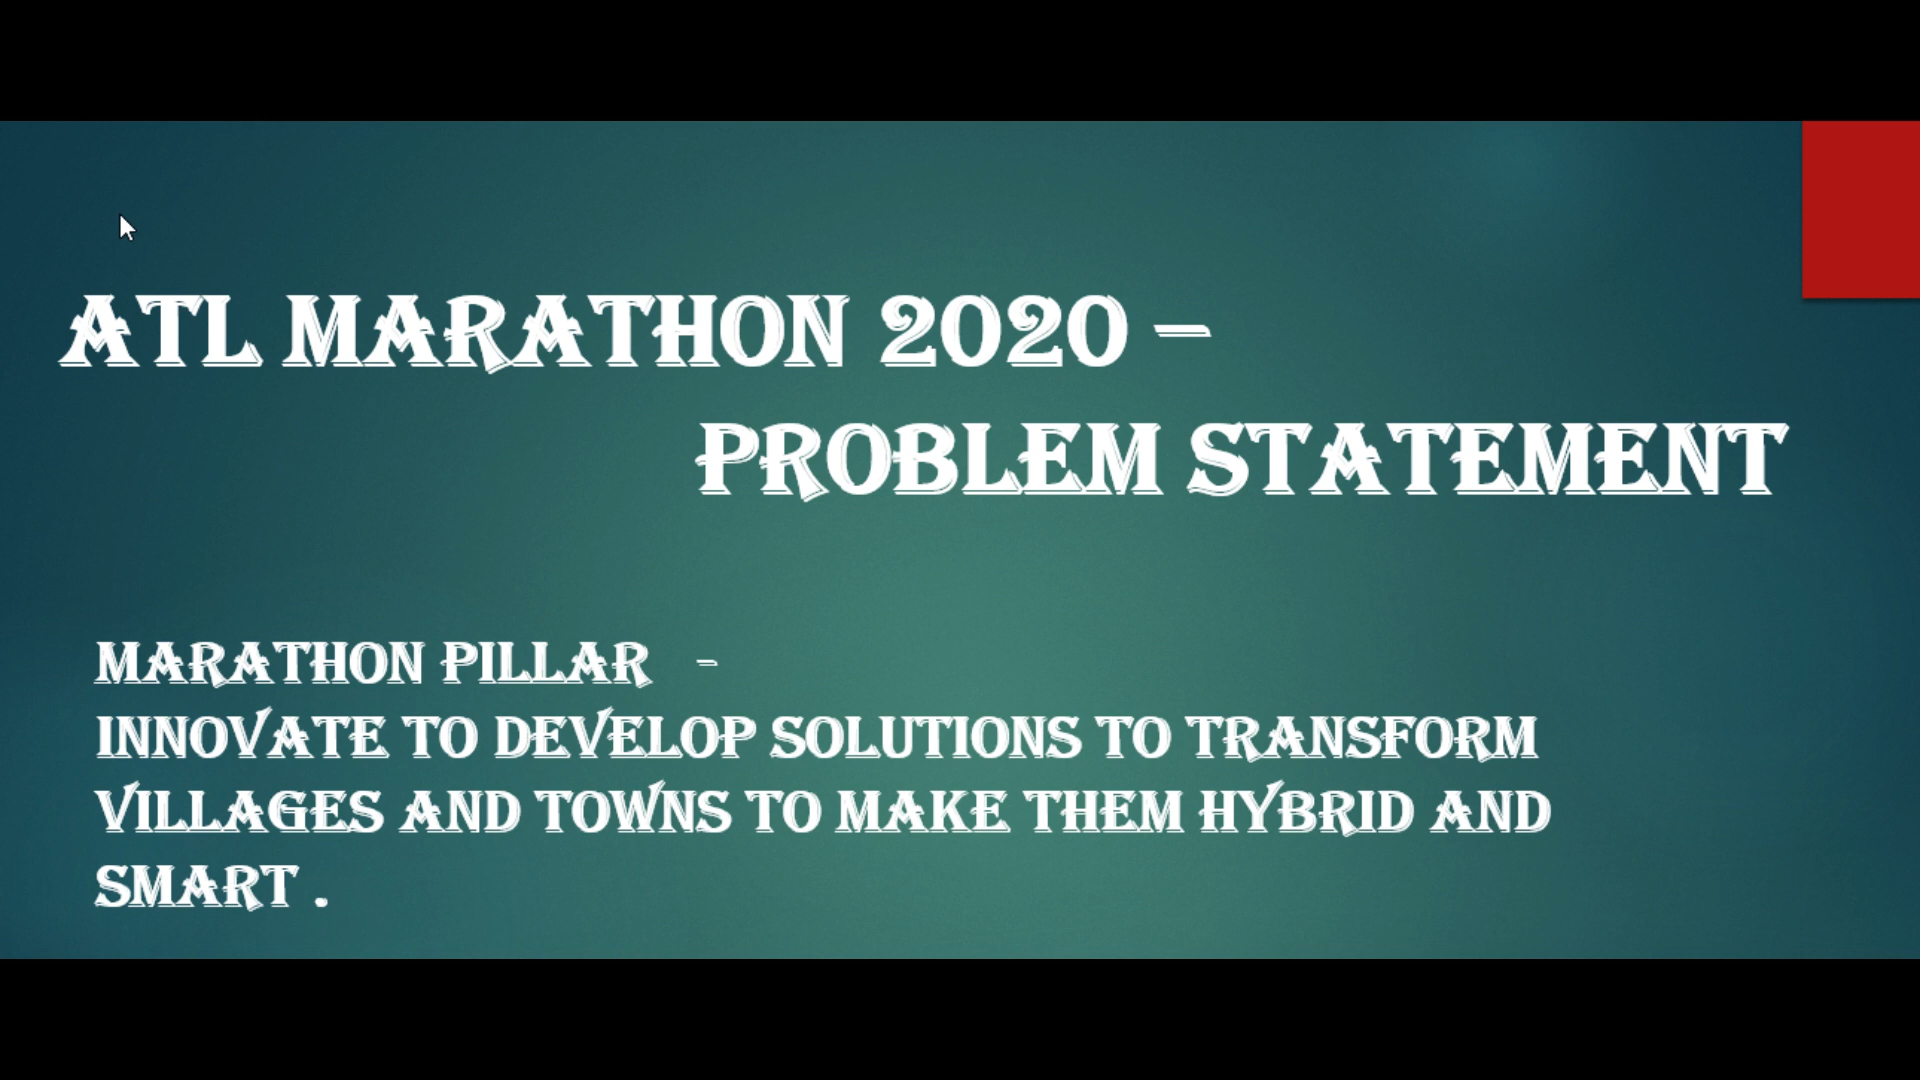 ATL MARATHON 2020 –
PROBLEM STATEMENT
MARATHON PILLAR -
INNOVATE TO DEVELOP SOLUTIONS TO TRANSFORM
VILLAGES AND TOWNS TO MAKE THEM HYBRID AND
SMART .